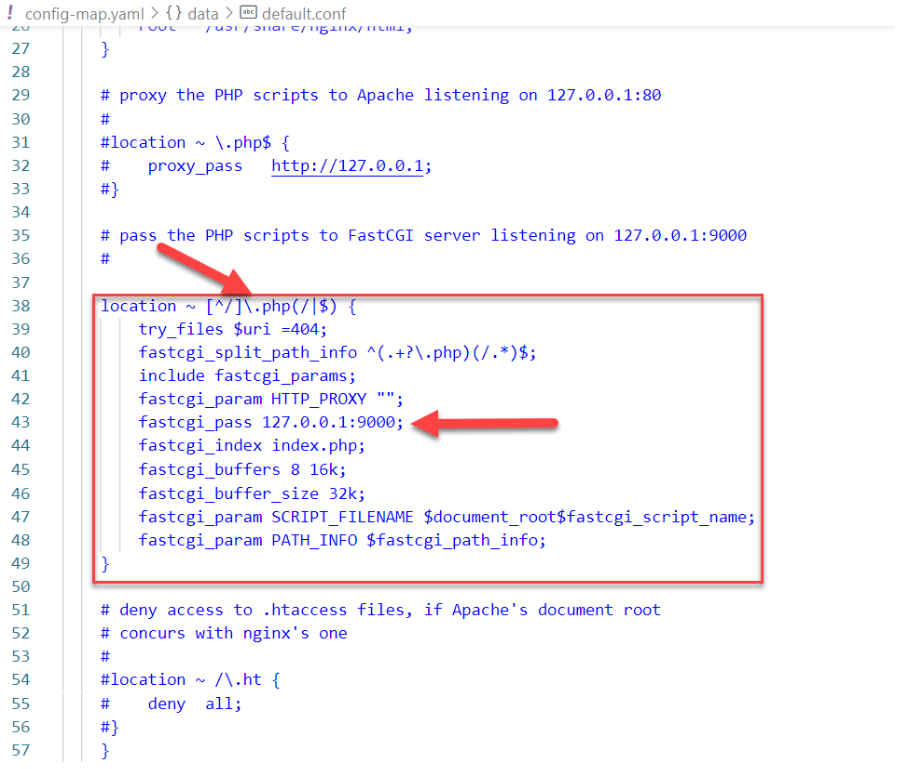 ! config-map.yaml > {} data > abc default.conf
26 root /usr/share/nginx/html;
27 }
28
29 # proxy the PHP scripts to Apache listening on 127.0.0.1:80
30 #
31 #location ~ \.php$ {
32 #    proxy_pass   http://127.0.0.1;
33 #}
34
35 # pass the PHP scripts to FastCGI server listening on 127.0.0.1:9000
36 #
37
38 location ~ [^/]\.php(/|$) {
39     try_files $uri =404;
40     fastcgi_split_path_info ^(.+?\.php)(/.*)$;
41     include fastcgi_params;
42     fastcgi_param HTTP_PROXY "";
43     fastcgi_pass 127.0.0.1:9000;
44     fastcgi_index index.php;
45     fastcgi_buffers 8 16k;
46     fastcgi_buffer_size 32k;
47     fastcgi_param SCRIPT_FILENAME $document_root$fastcgi_script_name;
48     fastcgi_param PATH_INFO $fastcgi_path_info;
49 }
50
51 # deny access to .htaccess files, if Apache's document root
52 # concurs with nginx's one
53 #
54 #location ~ /\.ht {
55 #    deny  all;
56 #}
57 }